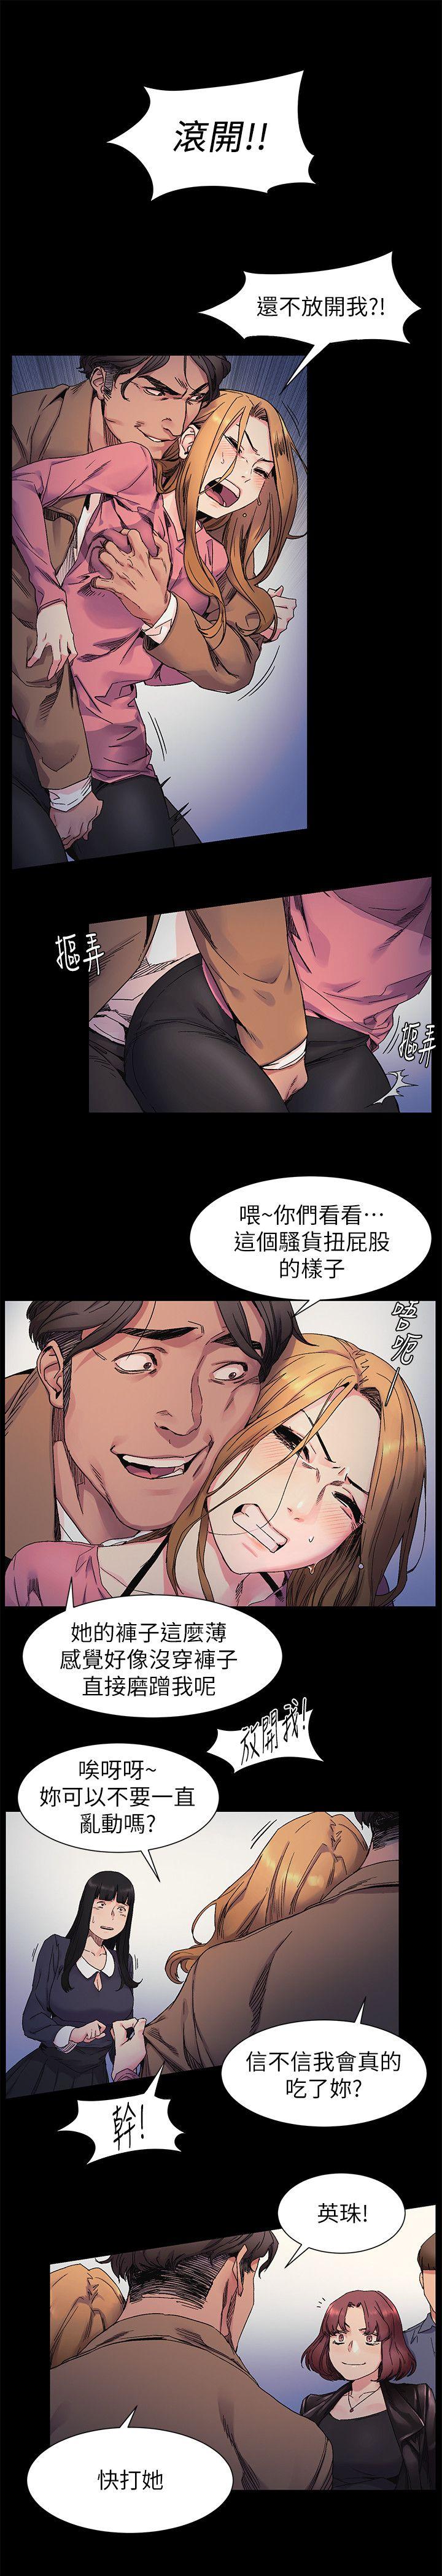 滾開!!
還不放開我?!
摳弄
摳弄
喂~你們看看…
這個騷貨扭屁股
的樣子
唔呃
她的褲子這麼薄
感覺好像沒穿褲子
直接磨蹭我呢
放開我!
唉呀呀~
妳可以不要一直
亂動嗎?
信不信我會真的
吃了妳?
幹!
英珠!
快打她